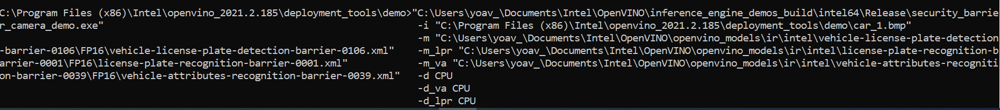 C:\Program Files (x86)\Intel\openvino_2021.2.185\deployment_tools\demo>"C:\Users\yoav_\Documents\Intel\OpenVINO\inference_engine_demos_build\intel64\Release\security_barrie
r_camera_demo.exe" -i "C:\Program Files (x86)\Intel\openvino_2021.2.185\deployment_tools\demo\car_1.bmp"
-m "C:\Users\yoav_\Documents\Intel\OpenVINO\openvino_models\ir\intel\vehicle-license-plate-detection
-barrier-0106\FP16\vehicle-license-plate-detection-barrier-0106.xml" -m_lpr "C:\Users\yoav_\Documents\Intel\OpenVINO\openvino_models\ir\intel\license-plate-recognition-b
arrier-0001\FP16\license-plate-recognition-barrier-0001.xml" -m_va "C:\Users\yoav_\Documents\Intel\OpenVINO\openvino_models\ir\intel\vehicle-attributes-recogniti
on-barrier-0039\FP16\vehicle-attributes-recognition-barrier-0039.xml" -d CPU
-d_va CPU
-d_lpr CPU